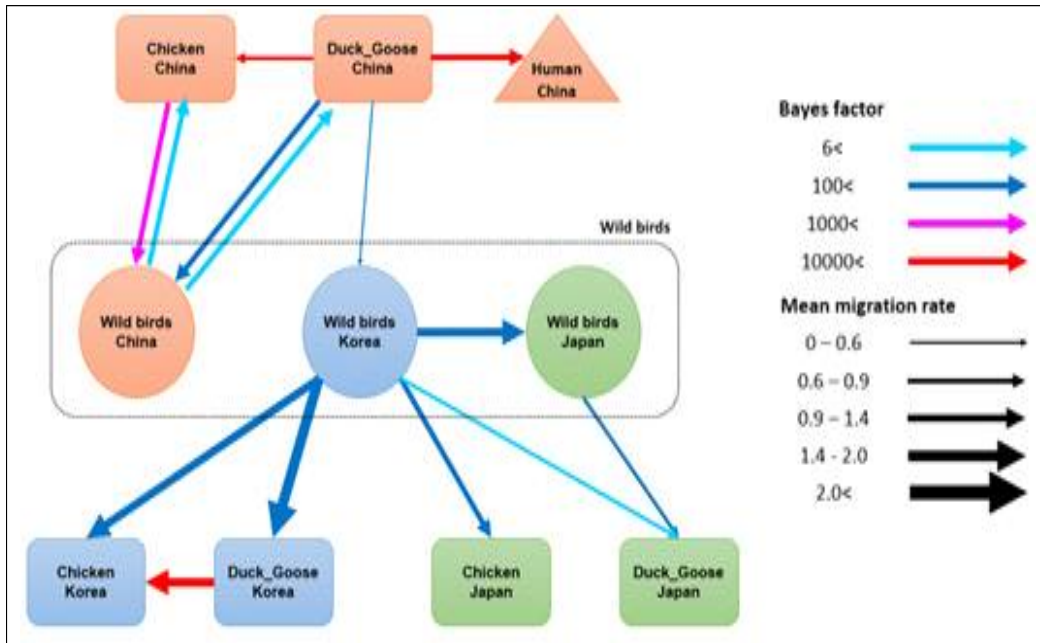 Chicken
China
Duck_Goose
China
Human
China
Wild birds
Wild birds
China
Wild birds
Korea
Wild birds
Japan
Chicken
Korea
Duck_Goose
Korea
Chicken
Japan
Duck_Goose
Japan
Bayes factor
6<
100<
1000<
10000<
Mean migration rate
0 – 0.6
0.6 – 0.9
0.9 – 1.4
1.4 - 2.0
2.0<